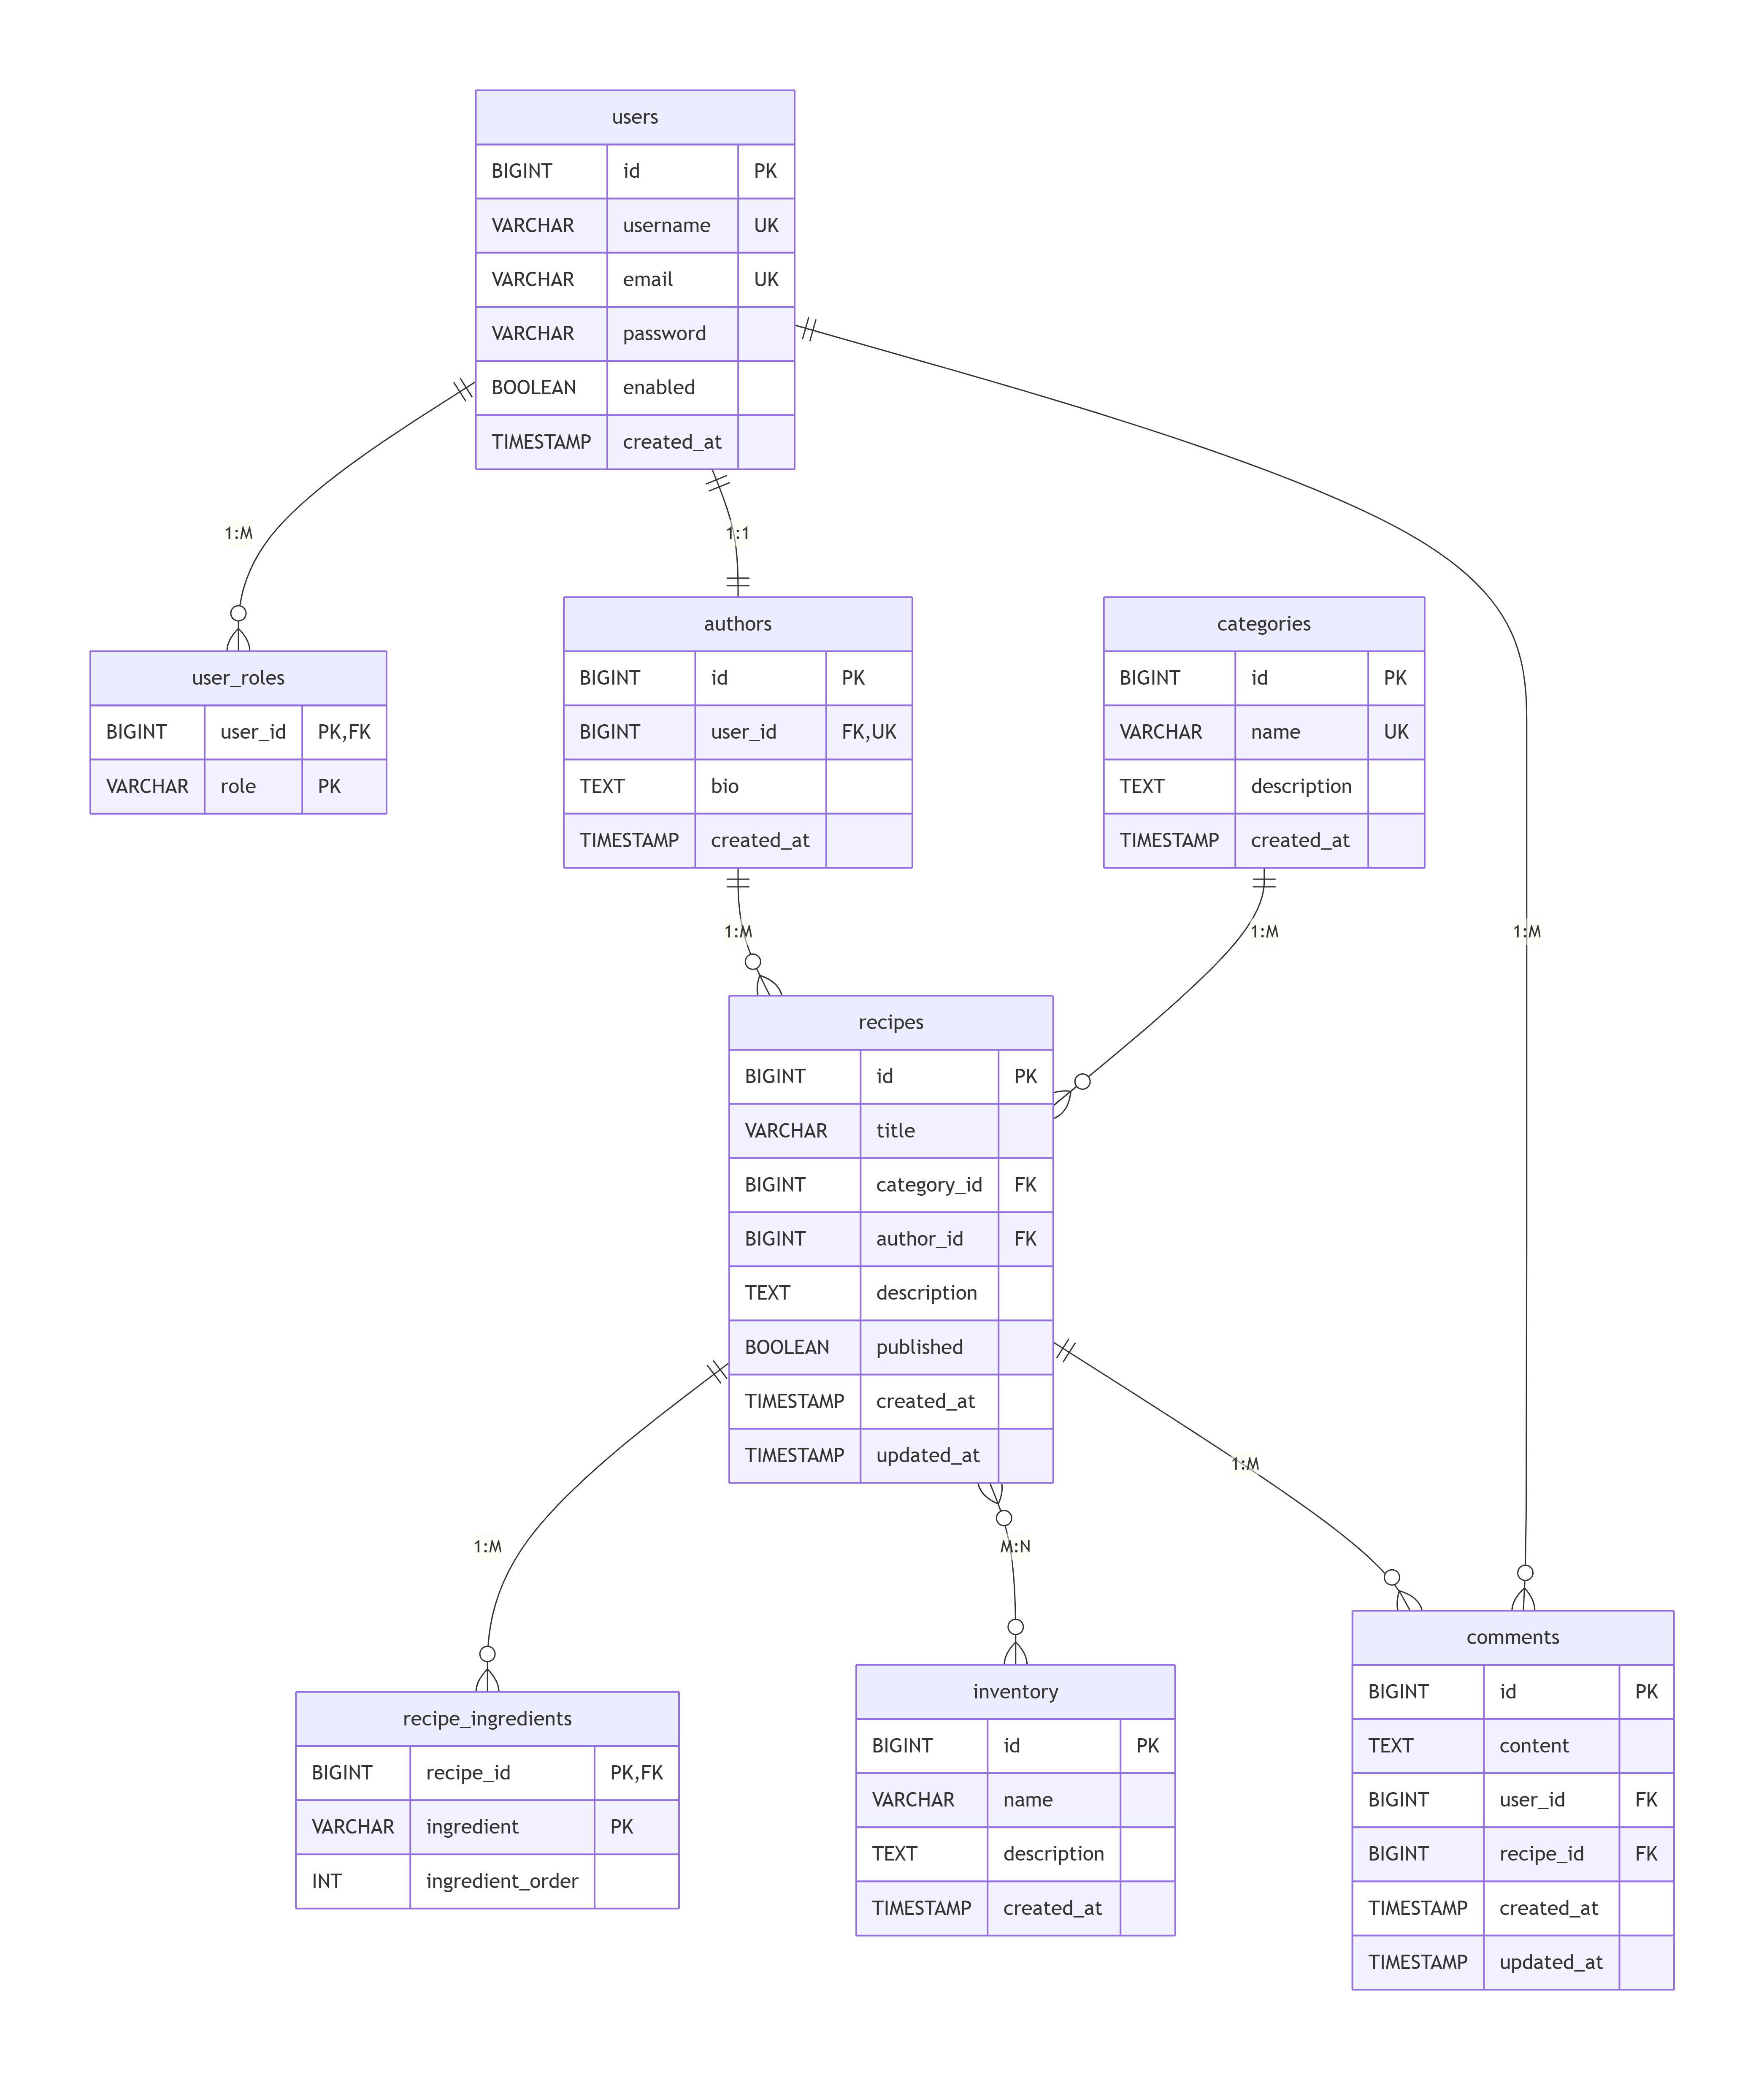 users
BIGINT id PK
VARCHAR username UK
VARCHAR email UK
VARCHAR password
BOOLEAN enabled
TIMESTAMP created_at
1:M
1:1
user_roles
BIGINT user_id PK,FK
VARCHAR role PK
authors
BIGINT id PK
BIGINT user_id FK,UK
TEXT bio
TIMESTAMP created_at
categories
BIGINT id PK
VARCHAR name UK
TEXT description
TIMESTAMP created_at
1:M
1:M
1:M
recipes
BIGINT id PK
VARCHAR title
BIGINT category_id FK
BIGINT author_id FK
TEXT description
BOOLEAN published
TIMESTAMP created_at
TIMESTAMP updated_at
1:M
1:M
M:N
recipe_ingredients
BIGINT recipe_id PK,FK
VARCHAR ingredient PK
INT ingredient_order
inventory
BIGINT id PK
VARCHAR name
TEXT description
TIMESTAMP created_at
comments
BIGINT id PK
TEXT content
BIGINT user_id FK
BIGINT recipe_id FK
TIMESTAMP created_at
TIMESTAMP updated_at